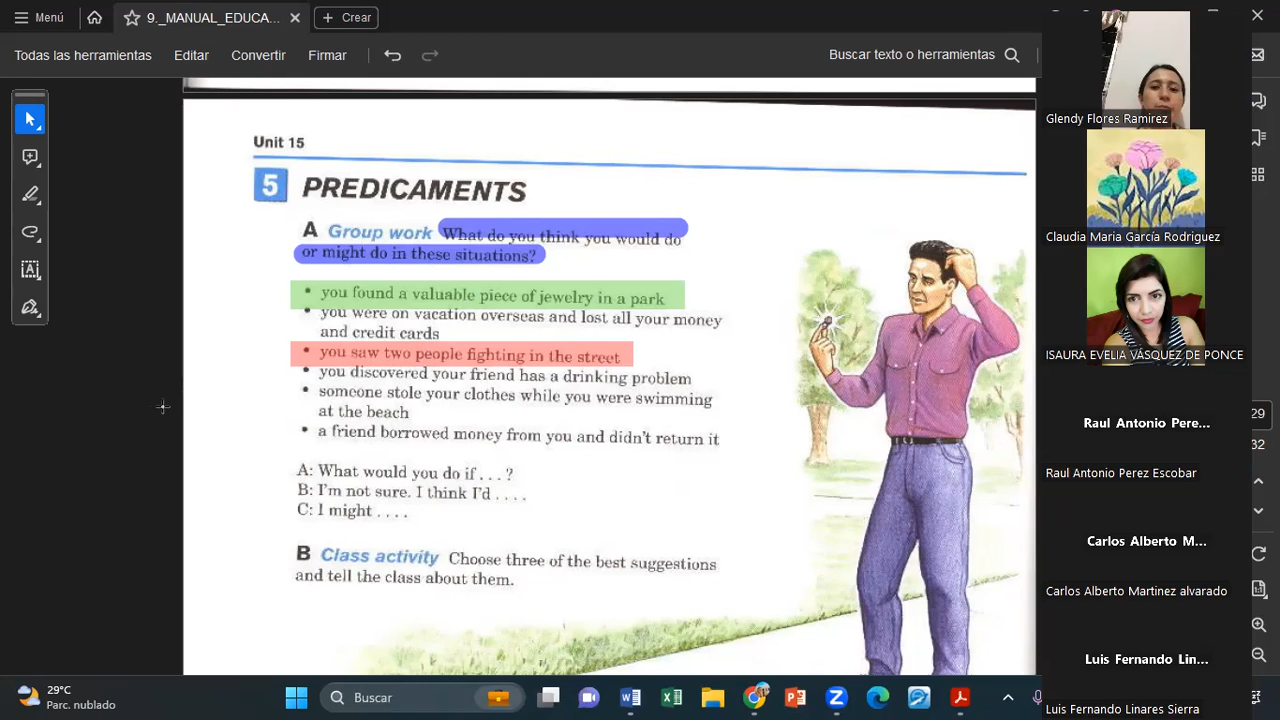 Menú
9._MANUAL_EDUCA...
Crear
Todas las herramientas
Editar
Convertir
Firmar
Buscar texto o herramientas
Unit 15
5 PREDICAMENTS
A Group work What do you think you would do
or might do in these situations?
• you found a valuable piece of jewelry in a park
• you were on vacation overseas and lost all your money
and credit cards
• you saw two people fighting in the street
• you discovered your friend has a drinking problem
• someone stole your clothes while you were swimming
at the beach
• a friend borrowed money from you and didn't return it
A: What would you do if . . . ?
B: I'm not sure. I think I'd . . . .
C: I might . . . .
B Class activity Choose three of the best suggestions
and tell the class about them.
Glendy Flores Ramirez
Claudia Maria García Rodriguez
ISAURA EVELIA VÁSQUEZ DE PONCE
Raul Antonio Pere...
Raul Antonio Perez Escobar
Carlos Alberto M...
Carlos Alberto Martinez alvarado
Luis Fernando Lin...
Luis Fernando Linares Sierra
29
32
29°C
Parc. nublado
Buscar